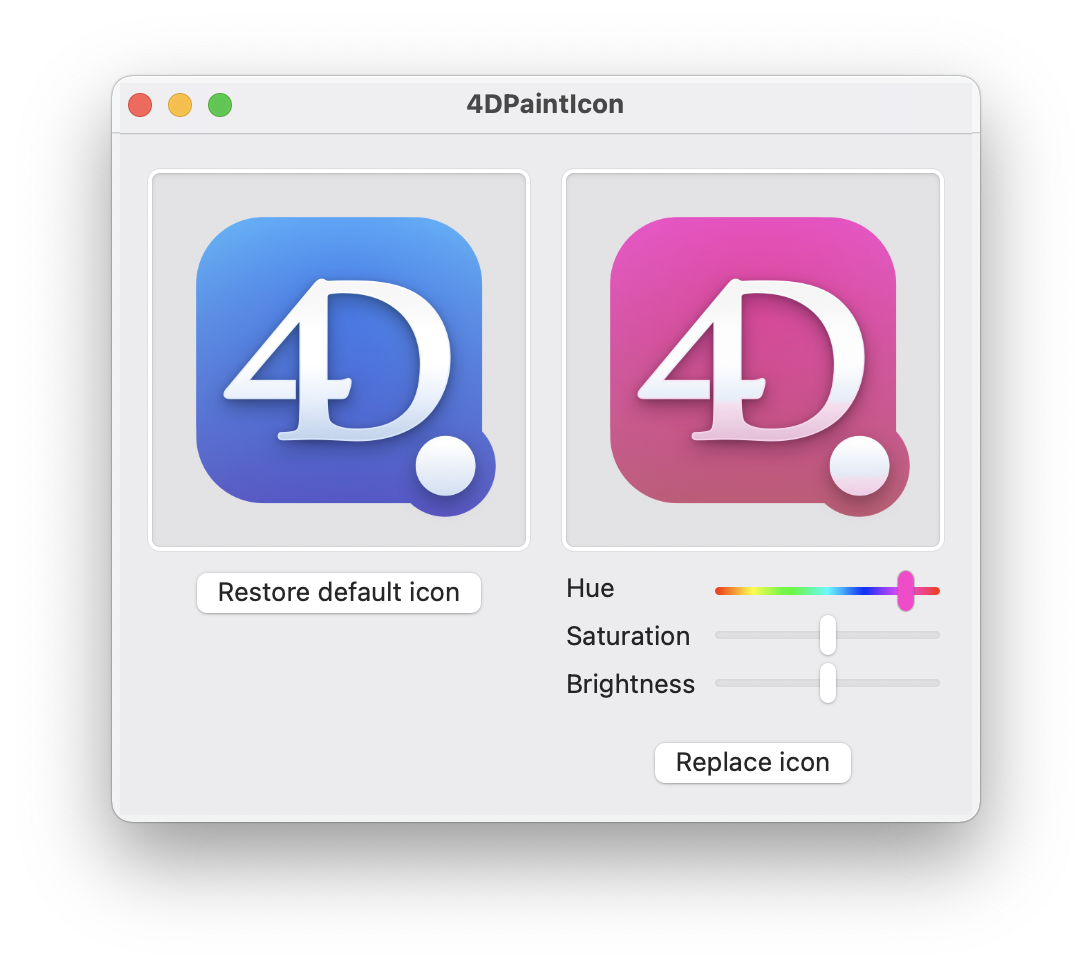 4DPaintIcon
4D
4D
Restore default icon
Hue
Saturation
Brightness
Replace icon